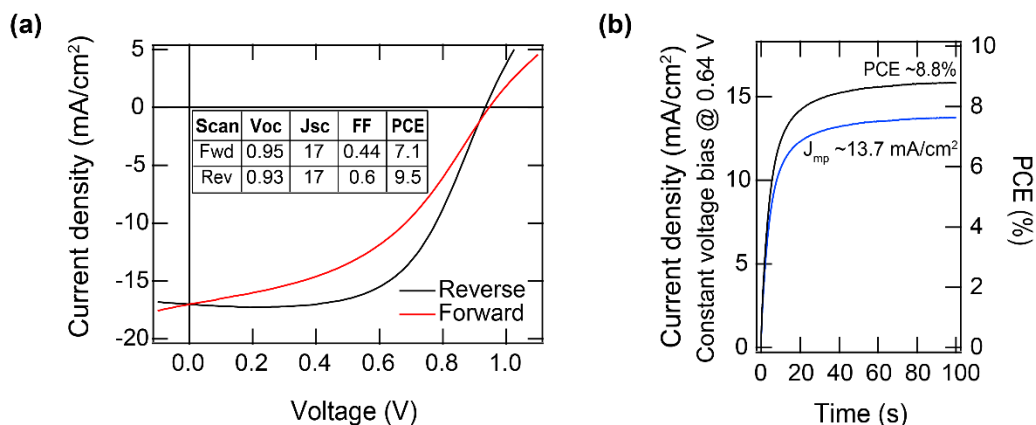 (a)
Current density (mA/cm²)
5
0
-5
-10
-15
-20
Scan Voc Jsc FF PCE
Fwd 0.95 17 0.44 7.1
Rev 0.93 17 0.6 9.5
Reverse
Forward
0.0 0.2 0.4 0.6 0.8 1.0
Voltage (V)
(b)
Current density (mA/cm²)
Constant voltage bias @ 0.64 V
15
10
5
0
PCE ~8.8%
Jmp ~13.7 mA/cm²
10
8
6
4
2
0
PCE (%)
0 20 40 60 80 100
Time (s)